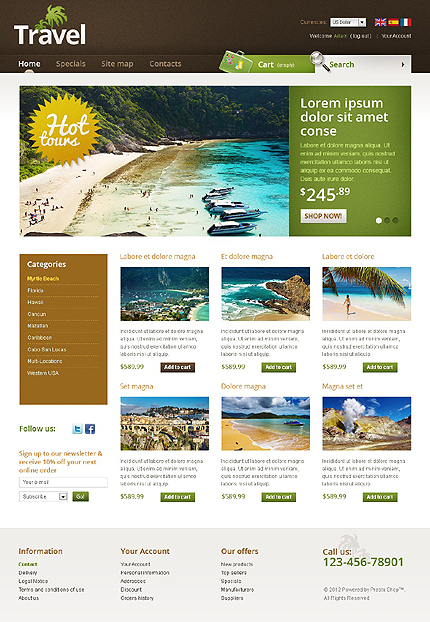 Travel
Currencies: US Dollar
Welcome Adam ( log out ) | Your Account
Home Specials Site map Contacts
Cart (empty)
Search
Hot tours
Lorem ipsum
dolor sit amet
conse
Labore et dolore magna aliqua. Ut
enim ad minim veniam, quis nostrud
exercitation ullamco laboris nisi ut
aliquip ex ea commodo consequat.
Duis aute irure dolor.
$245.89
SHOP NOW!
Categories
Myrtle Beach
Florida
Hawaii
Cancun
Mazatlan
Caribbean
Cabo San Lucas
Multi-Locations
Western USA
Follow us:
Sign up to our newsletter &
receive 10% off your next
online order
Your e-mail
Subscribe Go!
Labore et dolore magna
Incididunt ut labore et dolore magna
aliqua. Ut enim ad minim veniam,
quis nostrud exercitation ullamco
laboris nisi ut aliquip.
$589.99 Add to cart
Et dolore magna
Incididunt ut labore et dolore magna
aliqua. Ut enim ad minim veniam,
quis nostrud exercitation ullamco
laboris nisi ut aliquip.
$589.99 Add to cart
Labore et dolore
Incididunt ut labore et dolore magna
aliqua. Ut enim ad minim veniam,
quis nostrud exercitation ullamco
laboris nisi ut aliquip.
$589.99 Add to cart
Set magna
Incididunt ut labore et dolore magna
aliqua. Ut enim ad minim veniam,
quis nostrud exercitation ullamco
laboris nisi ut aliquip.
$589.99 Add to cart
Dolore magna
Incididunt ut labore et dolore magna
aliqua. Ut enim ad minim veniam,
quis nostrud exercitation ullamco
laboris nisi ut aliquip.
$589.99 Add to cart
Magna set et
Incididunt ut labore et dolore magna
aliqua. Ut enim ad minim veniam,
quis nostrud exercitation ullamco
laboris nisi ut aliquip.
$589.99 Add to cart
Information
Contact
Delivery
Legal Notice
Terms and conditions of use
About us
Your Account
Your Account
Personal information
Addresses
Discount
Orders history
Our offers
New products
Top sellers
Specials
Manufacturers
Suppliers
Call us:
123-456-78901
© 2012 Powered by Presta Shop™.
All Rights Reserved